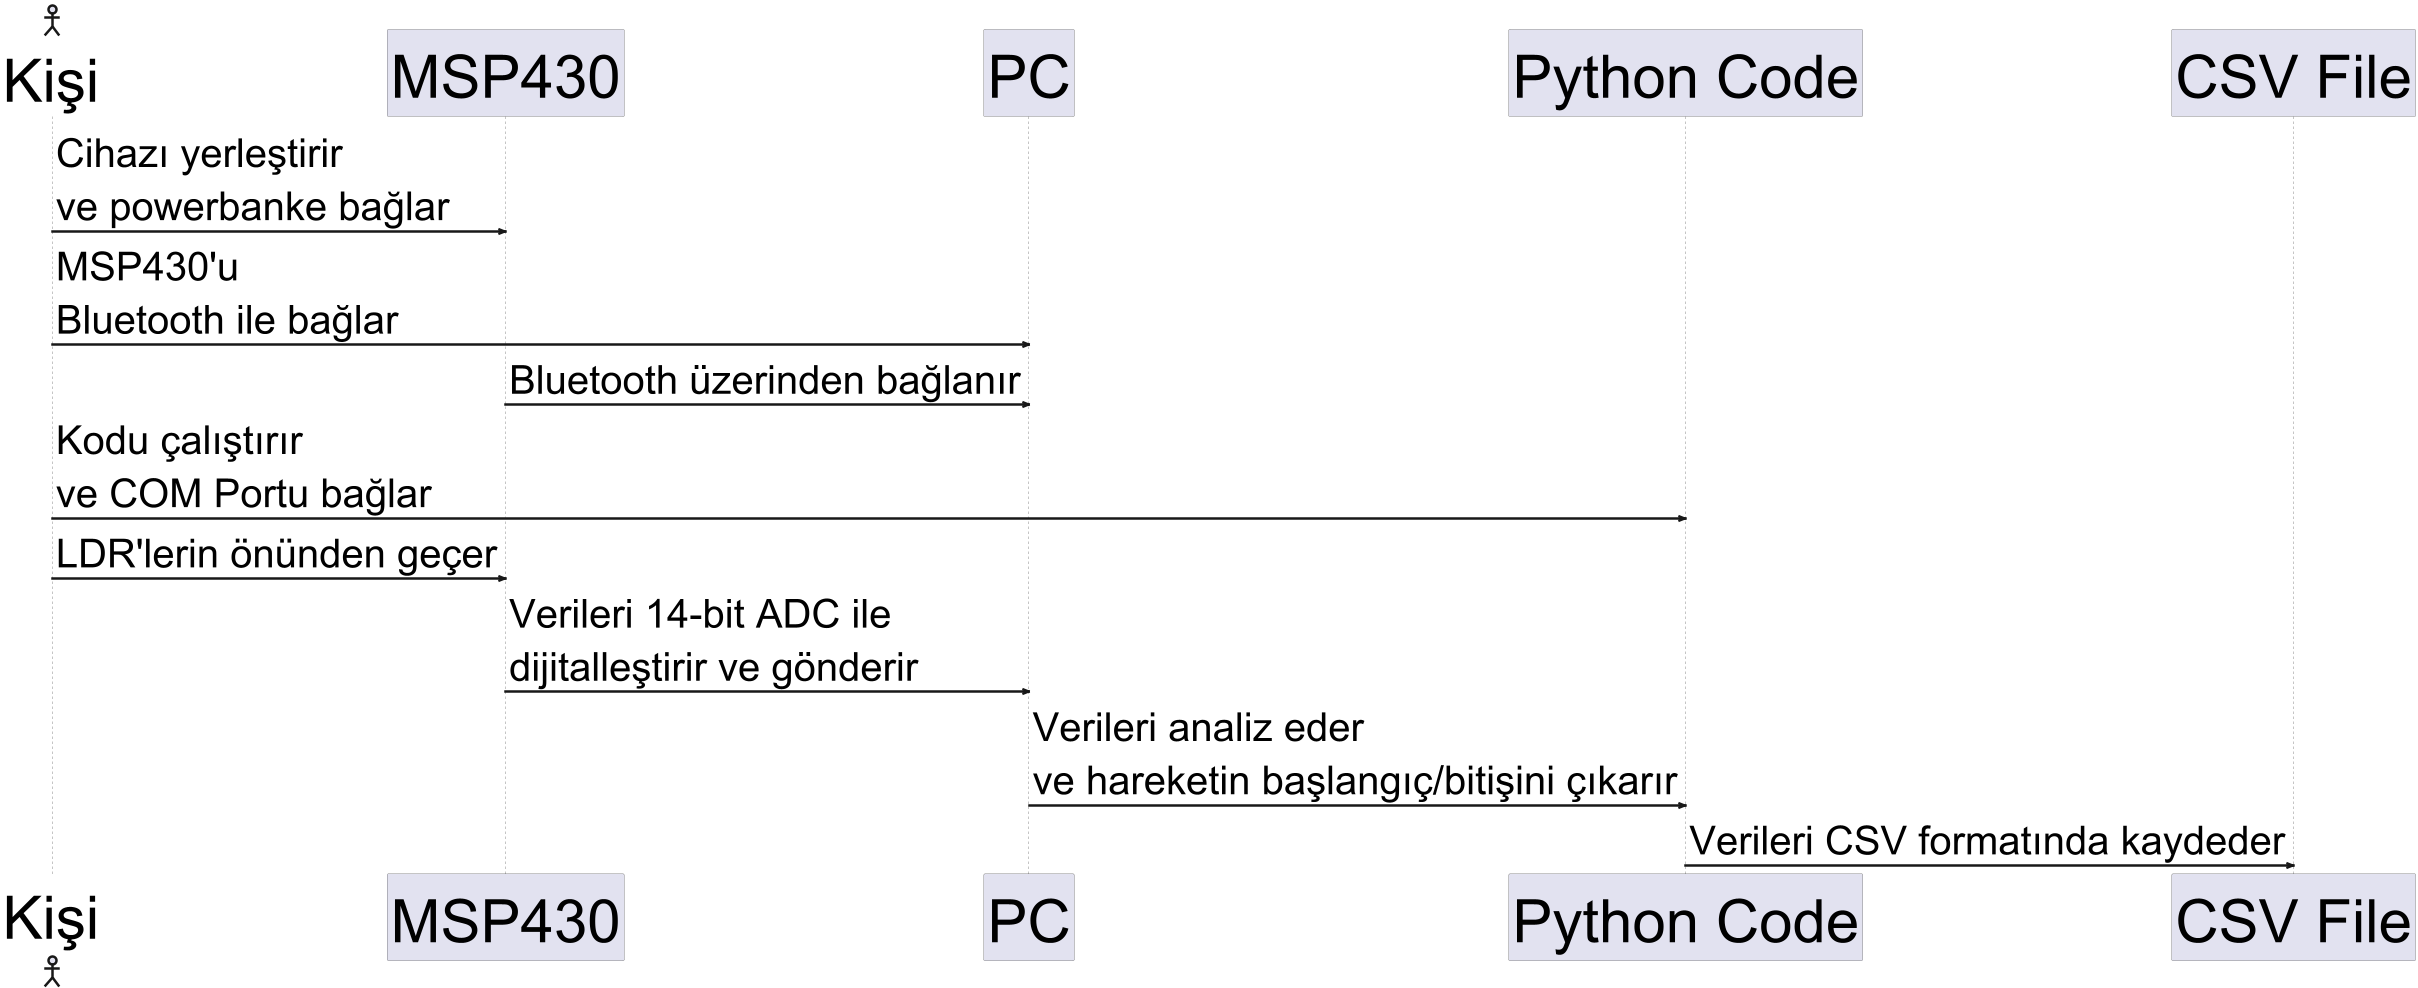 Kişi
MSP430
PC
Python Code
CSV File
Cihazı yerleştirir
ve powerbanke bağlar
MSP430'u
Bluetooth ile bağlar
Bluetooth üzerinden bağlanır
Kodu çalıştırır
ve COM Portu bağlar
LDR'lerin önünden geçer
Verileri 14-bit ADC ile
dijitalleştirir ve gönderir
Verileri analiz eder
ve hareketin başlangıç/bitişini çıkarır
Verileri CSV formatında kaydeder
Kişi
MSP430
PC
Python Code
CSV File